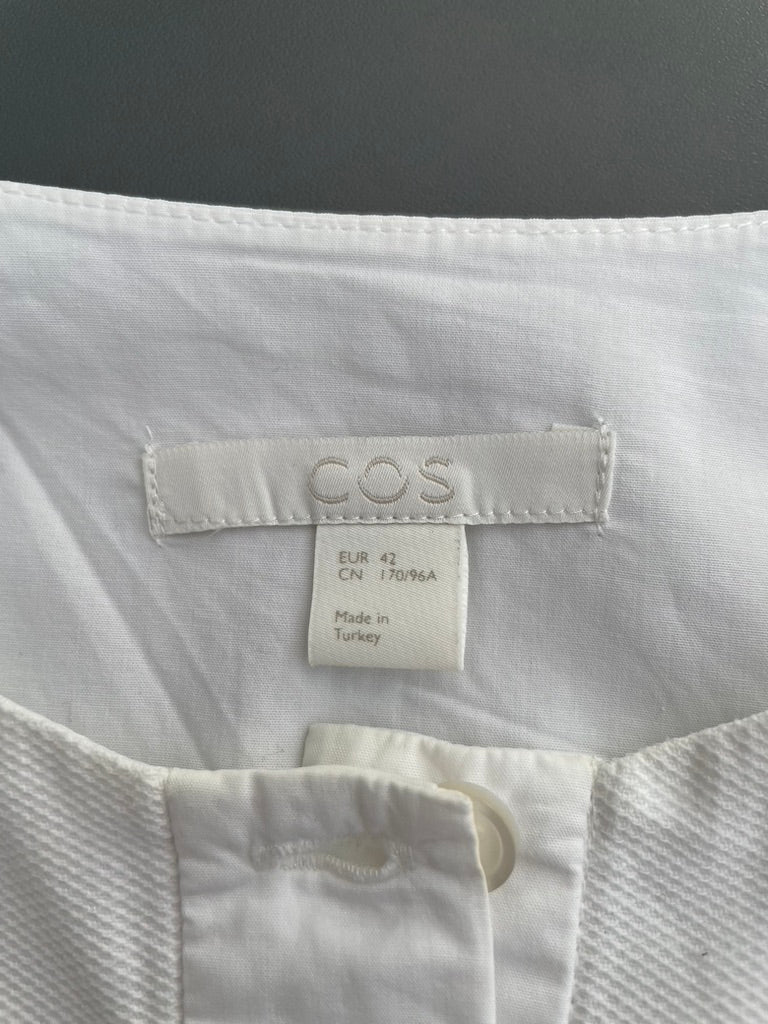 COS
EUR 42
CN 170/96A
Made in
Turkey